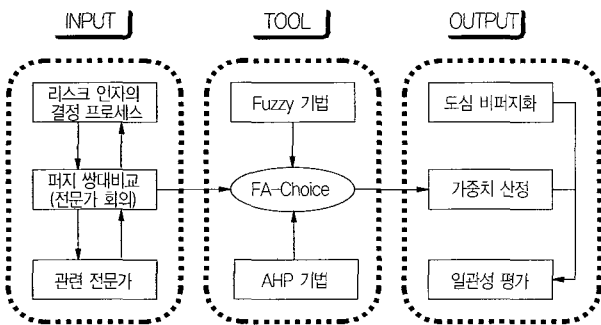 INPUT
TOOL
OUTPUT
리스크 인자의
결정 프로세스
퍼지 쌍대비교
(전문가 회의)
관련 전문가
Fuzzy 기법
FA-Choice
AHP 기법
도심 비퍼지화
가중치 산정
일관성 평가